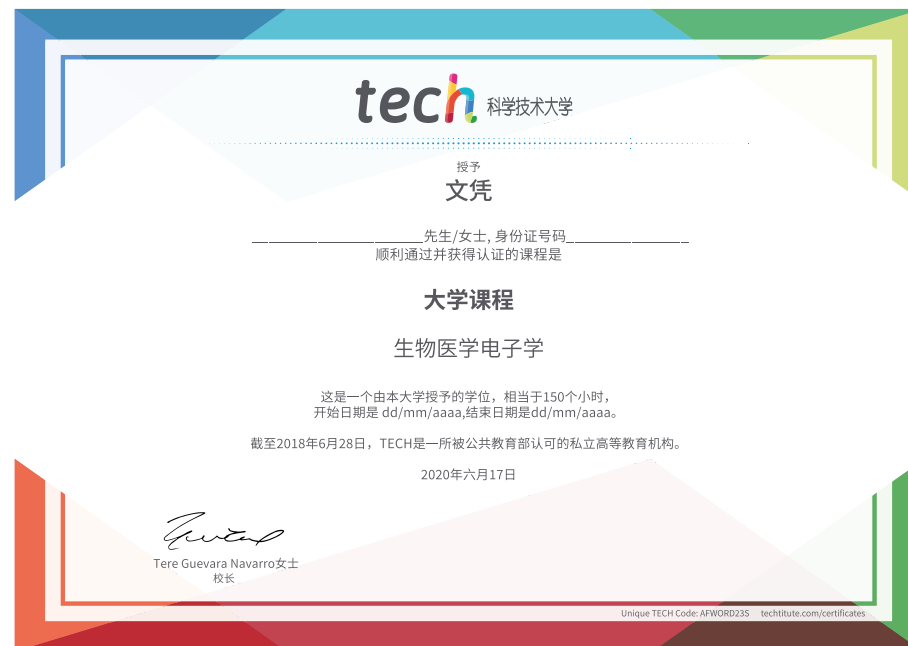 tech 科学技术大学
授予
文凭
______________________先生/女士, 身份证号码________________
顺利通过并获得认证的课程是
大学课程
生物医学电子学
这是一个由本大学授予的学位，相当于150个小时，
开始日期是 dd/mm/aaaa,结束日期是dd/mm/aaaa。
截至2018年6月28日，TECH是一所被公共教育部认可的私立高等教育机构。
2020年六月17日
Tere Guevara Navarro女士
校长
Unique TECH Code: AFWORD23S techtitute.com/certificates